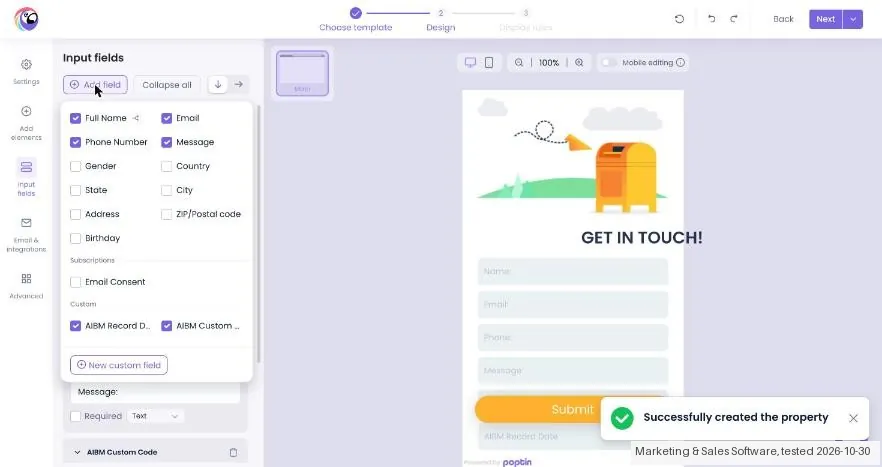 Choose template
2
Design
3
Display rules
Back
Next
Settings
Add elements
Input fields
Email & integrations
Advanced
Input fields
Add field
Collapse all
Full Name
Email
Phone Number
Message
Gender
Country
State
City
Address
ZIP/Postal code
Birthday
Subscriptions
Email Consent
Custom
AIBM Record D...
AIBM Custom ...
New custom field
Message:
Required
Text
AIBM Custom Code
Main
100%
Mobile editing
GET IN TOUCH!
Name:
Email:
Phone:
Message:
Submit
AIBM Record Date
Powered by poptin
Successfully created the property
Marketing & Sales Software, tested 2026-10-30